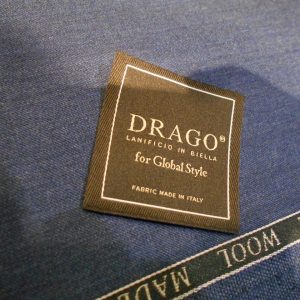 DRAGO®
LANIFICIO IN BIELLA
for Global Style
FABRIC MADE IN ITALY
WOOL MADE